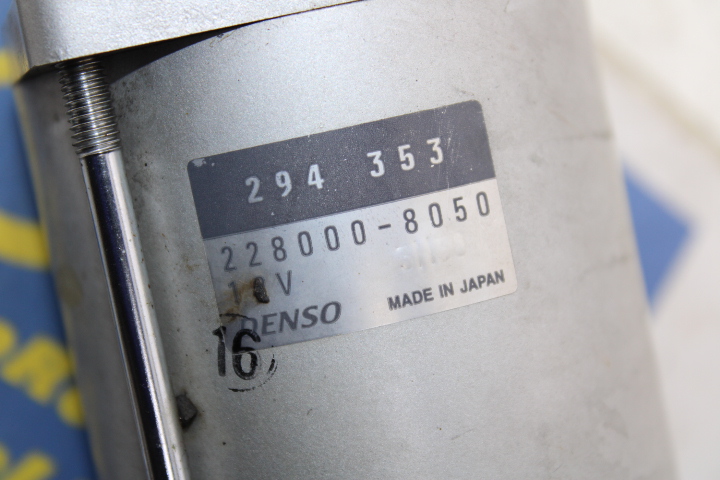 294 353
228000-8050
DENSO
MADE IN JAPAN
16